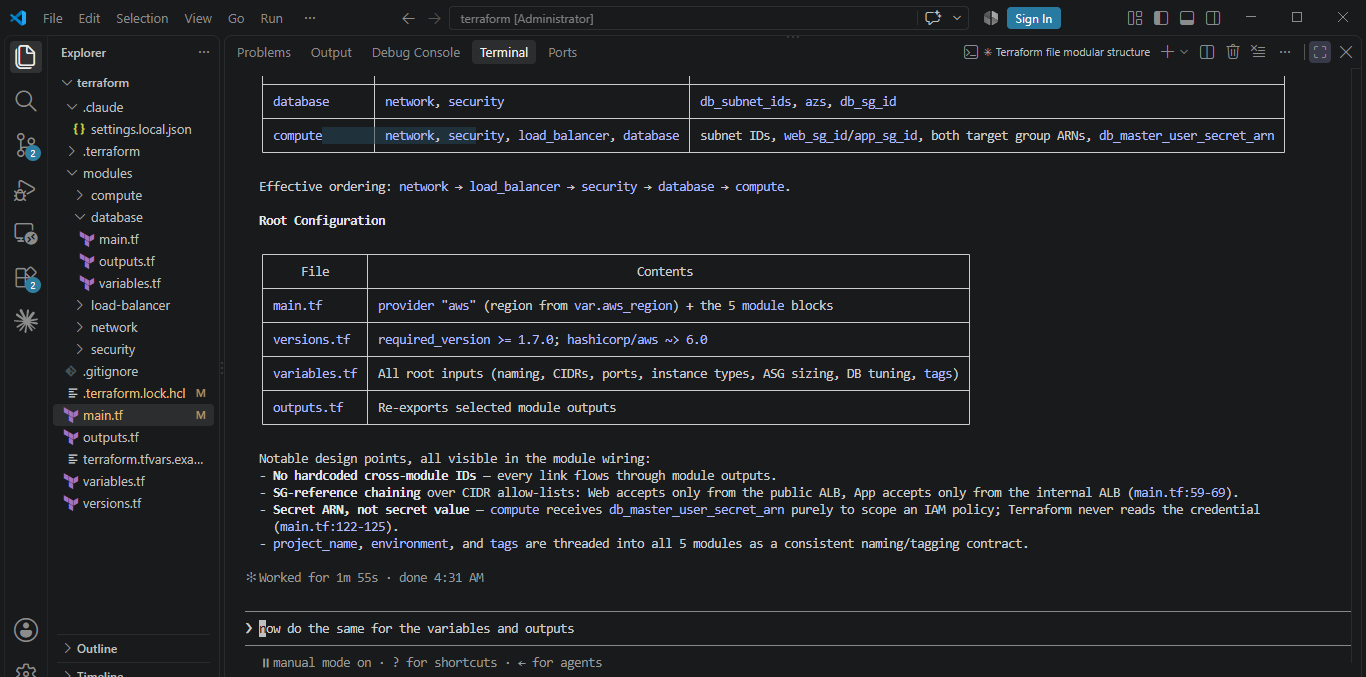 File Edit Selection View Go Run ··· ← → terraform [Administrator] Sign In
Explorer ···
terraform
.claude
{} settings.local.json
.terraform
modules
compute
database
main.tf
outputs.tf
variables.tf
load-balancer
network
security
.gitignore
.terraform.lock.hcl M
main.tf M
outputs.tf
terraform.tfvars.exa...
variables.tf
versions.tf
Outline
Timeline
2
2
Problems Output Debug Console Terminal Ports
✳ Terraform file modular structure
database network, security db_subnet_ids, azs, db_sg_id
compute network, security, load_balancer, database subnet IDs, web_sg_id/app_sg_id, both target group ARNs, db_master_user_secret_arn
Effective ordering: network → load_balancer → security → database → compute.
Root Configuration
File Contents
main.tf provider "aws" (region from var.aws_region) + the 5 module blocks
versions.tf required_version >= 1.7.0; hashicorp/aws ~> 6.0
variables.tf All root inputs (naming, CIDRs, ports, instance types, ASG sizing, DB tuning, tags)
outputs.tf Re-exports selected module outputs
Notable design points, all visible in the module wiring:
- No hardcoded cross-module IDs — every link flows through module outputs.
- SG-reference chaining over CIDR allow-lists: Web accepts only from the public ALB, App accepts only from the internal ALB (main.tf:59-69).
- Secret ARN, not secret value — compute receives db_master_user_secret_arn purely to scope an IAM policy; Terraform never reads the credential
(main.tf:122-125).
- project_name, environment, and tags are threaded into all 5 modules as a consistent naming/tagging contract.
✻ Worked for 1m 55s · done 4:31 AM
❯ now do the same for the variables and outputs
⏸ manual mode on · ? for shortcuts · ← for agents